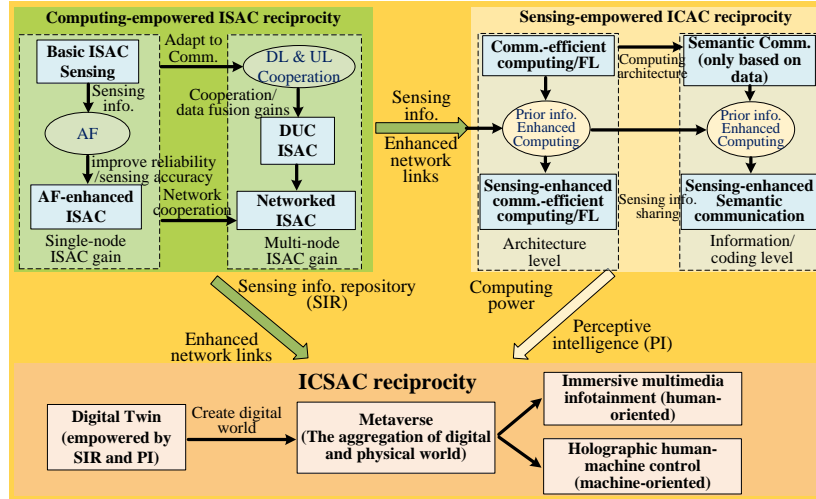 Computing-empowered ISAC reciprocity
Basic ISAC
Sensing
Adapt to
Comm.
DL & UL
Cooperation
Sensing
info.
Cooperation/
data fusion gains
AF
DUC
ISAC
improve reliability
/sensing accuracy
AF-enhanced
ISAC
Network
cooperation
Networked
ISAC
Single-node
ISAC gain
Multi-node
ISAC gain
Sensing
info.
Enhanced
network
links
Sensing-empowered ICAC reciprocity
Comm.-efficient
computing/FL
Computing
architecture
Semantic Comm.
(only based on
data)
Prior info.
Enhanced
Computing
Prior info.
Enhanced
Computing
Sensing-enhanced
comm.-efficient
computing/FL
Sensing info.
sharing
Sensing-enhanced
Semantic
communication
Architecture
level
Information/
coding level
Sensing info. repository
(SIR)
Enhanced
network links
Computing
power
Perceptive
intelligence (PI)
ICSAC reciprocity
Digital Twin
(empowered by
SIR and PI)
Create digital
world
Metaverse
(The aggregation of digital
and physical world)
Immersive multimedia
infotainment (human-
oriented)
Holographic human-
machine control
(machine-oriented)